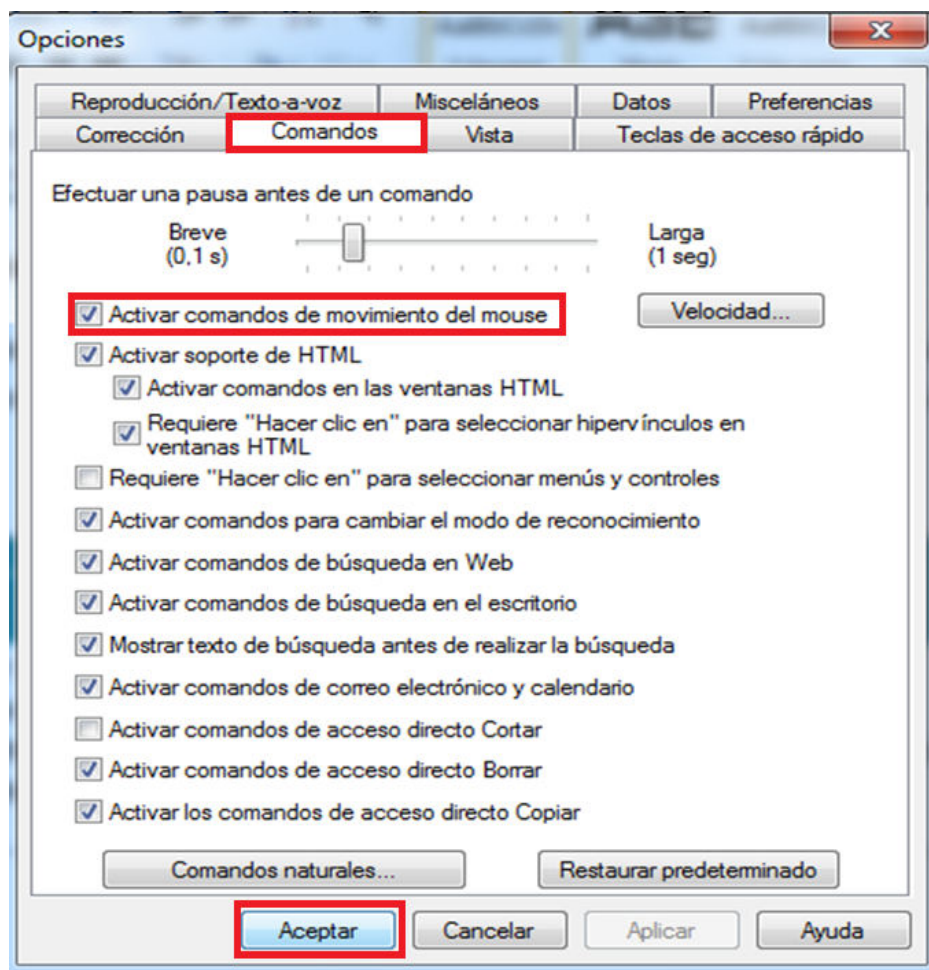 Opciones
Reproducción/Texto-a-voz Misceláneos Datos Preferencias
Corrección Comandos Vista Teclas de acceso rápido
Efectuar una pausa antes de un comando
Breve Larga
(0,1 s) (1 seg)
Activar comandos de movimiento del mouse Velocidad...
Activar soporte de HTML
Activar comandos en las ventanas HTML
Requiere "Hacer clic en" para seleccionar hipervínculos en
ventanas HTML
Requiere "Hacer clic en" para seleccionar menús y controles
Activar comandos para cambiar el modo de reconocimiento
Activar comandos de búsqueda en Web
Activar comandos de búsqueda en el escritorio
Mostrar texto de búsqueda antes de realizar la búsqueda
Activar comandos de correo electrónico y calendario
Activar comandos de acceso directo Cortar
Activar comandos de acceso directo Borrar
Activar los comandos de acceso directo Copiar
Comandos naturales... Restaurar predeterminado
Aceptar Cancelar Aplicar Ayuda